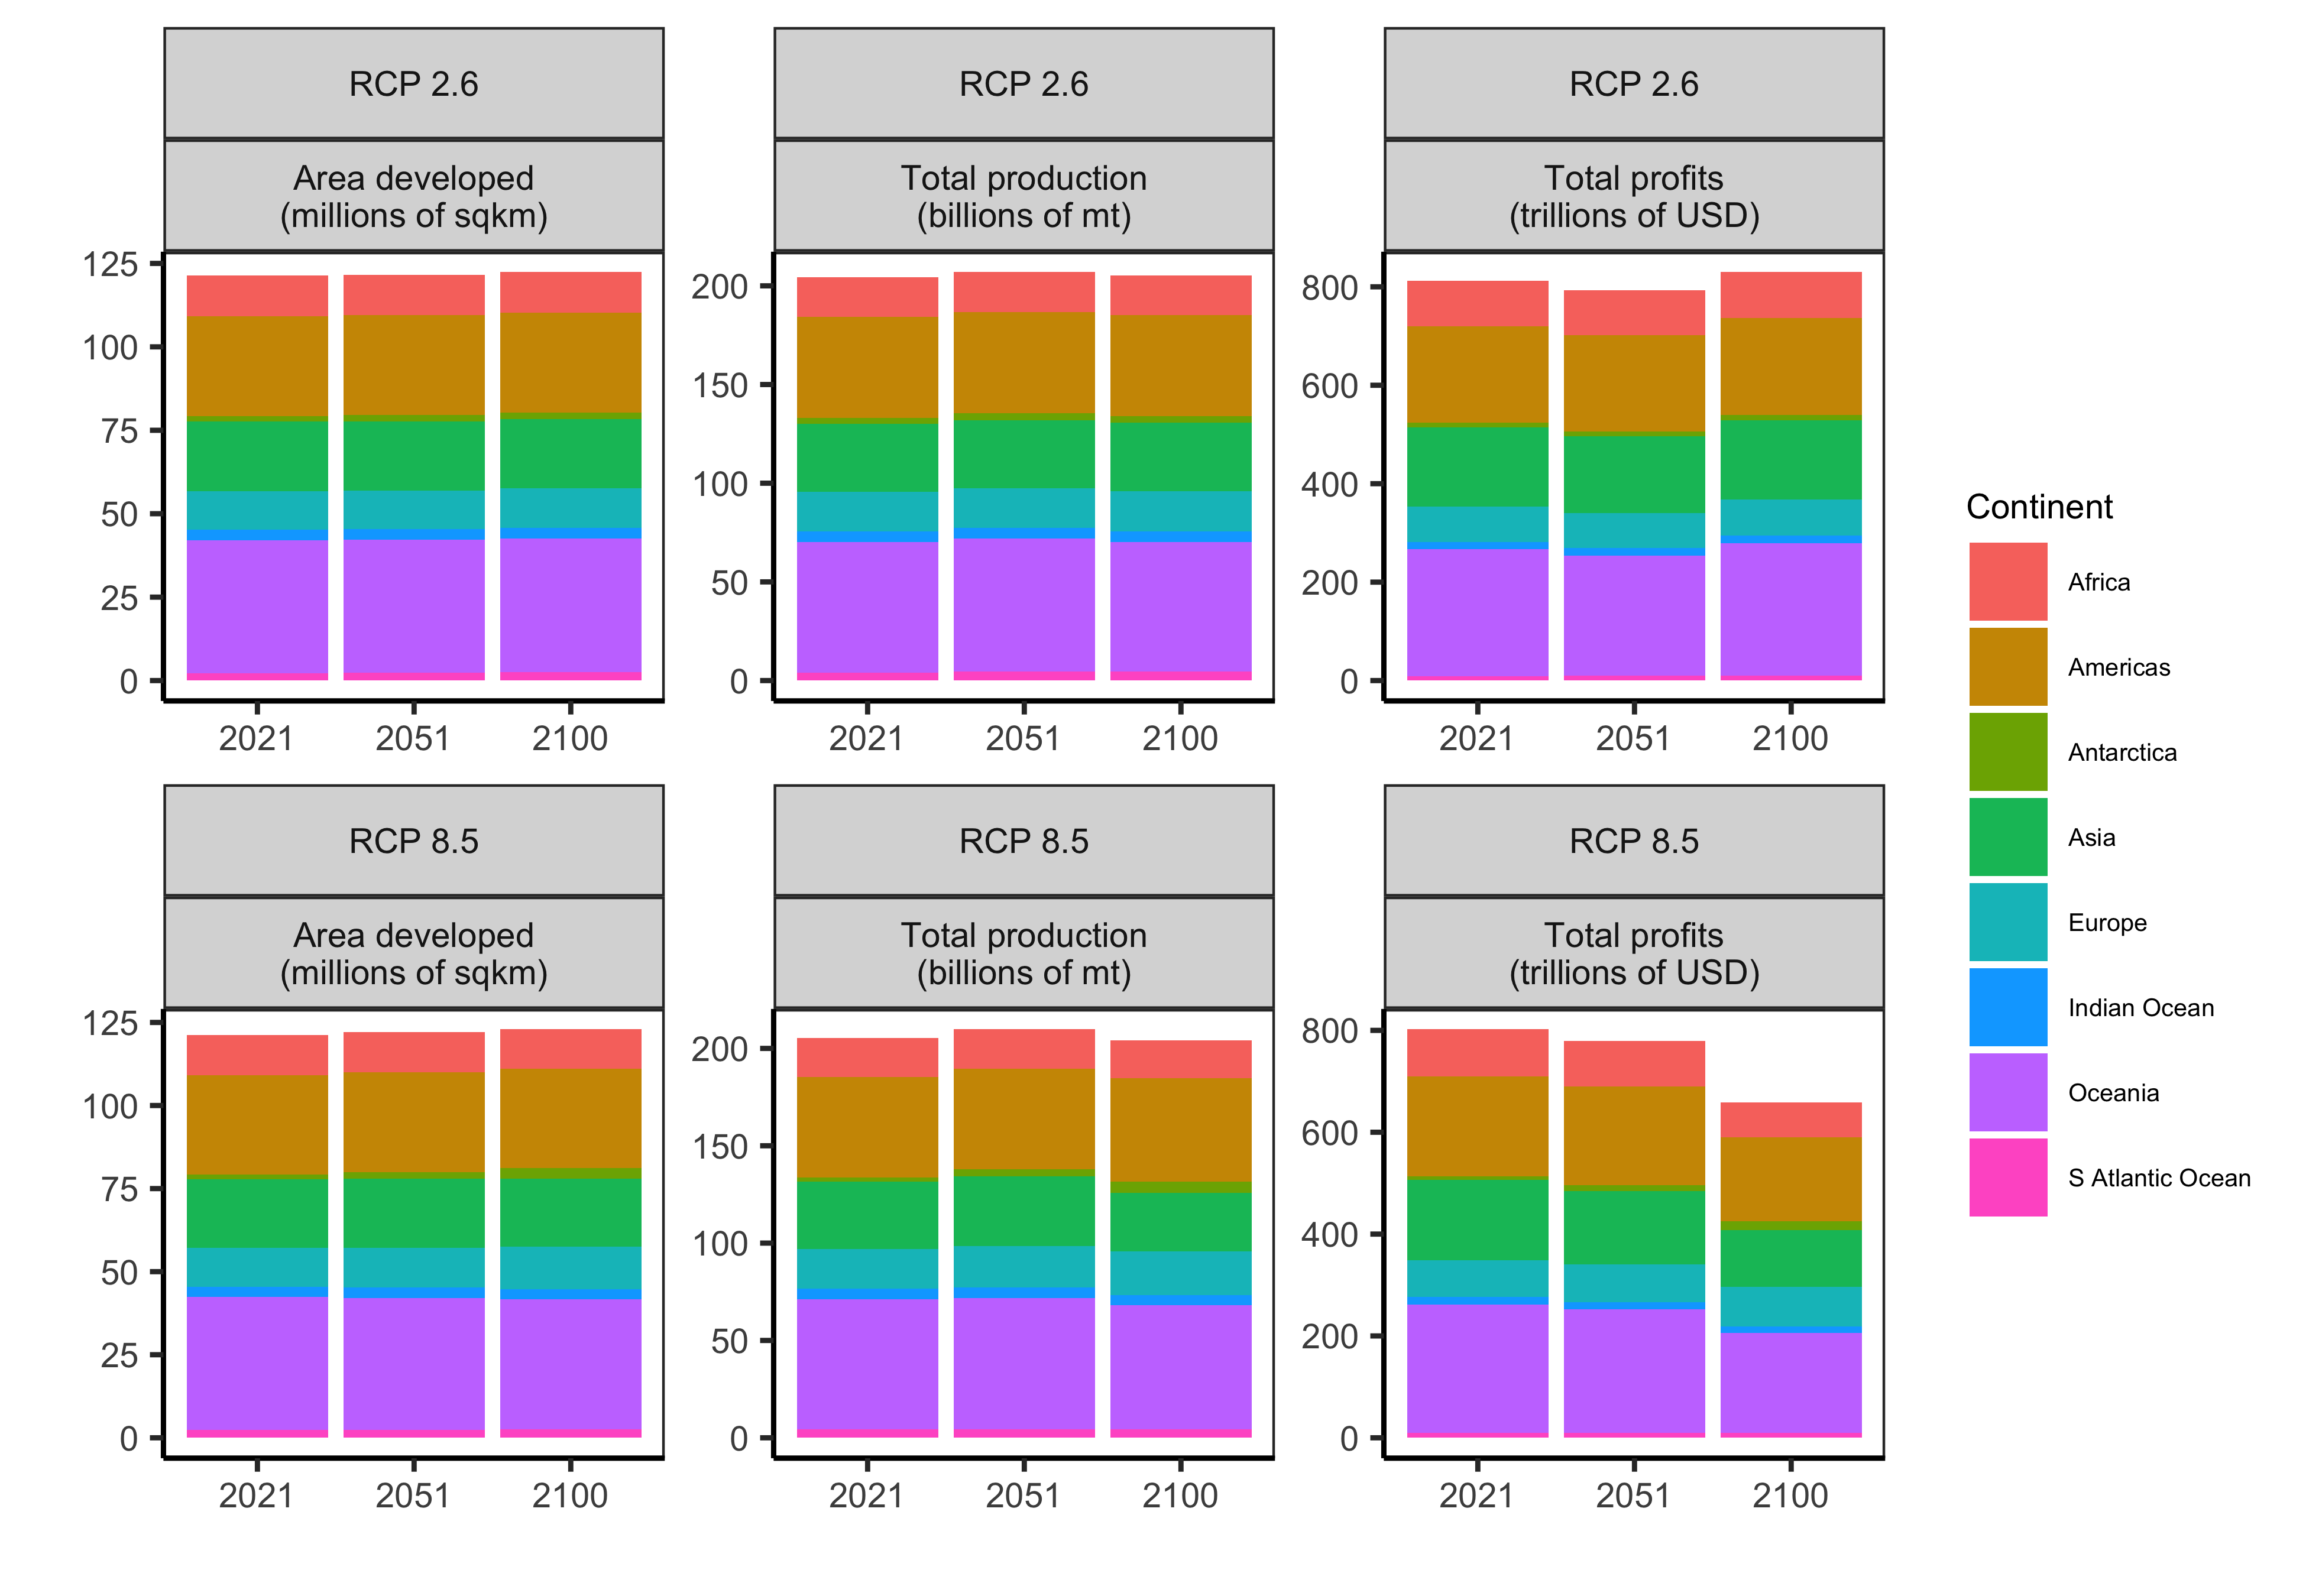 RCP 2.6
RCP 2.6
RCP 2.6
Area developed
(millions of sqkm)
Total production
(billions of mt)
Total profits
(trillions of USD)
125
100
75
50
25
0
2021 2051 2100
200
150
100
50
0
2021 2051 2100
800
600
400
200
0
2021 2051 2100
RCP 8.5
RCP 8.5
RCP 8.5
Area developed
(millions of sqkm)
Total production
(billions of mt)
Total profits
(trillions of USD)
125
100
75
50
25
0
2021 2051 2100
200
150
100
50
0
2021 2051 2100
800
600
400
200
0
2021 2051 2100
Continent
Africa
Americas
Antarctica
Asia
Europe
Indian Ocean
Oceania
S Atlantic Ocean